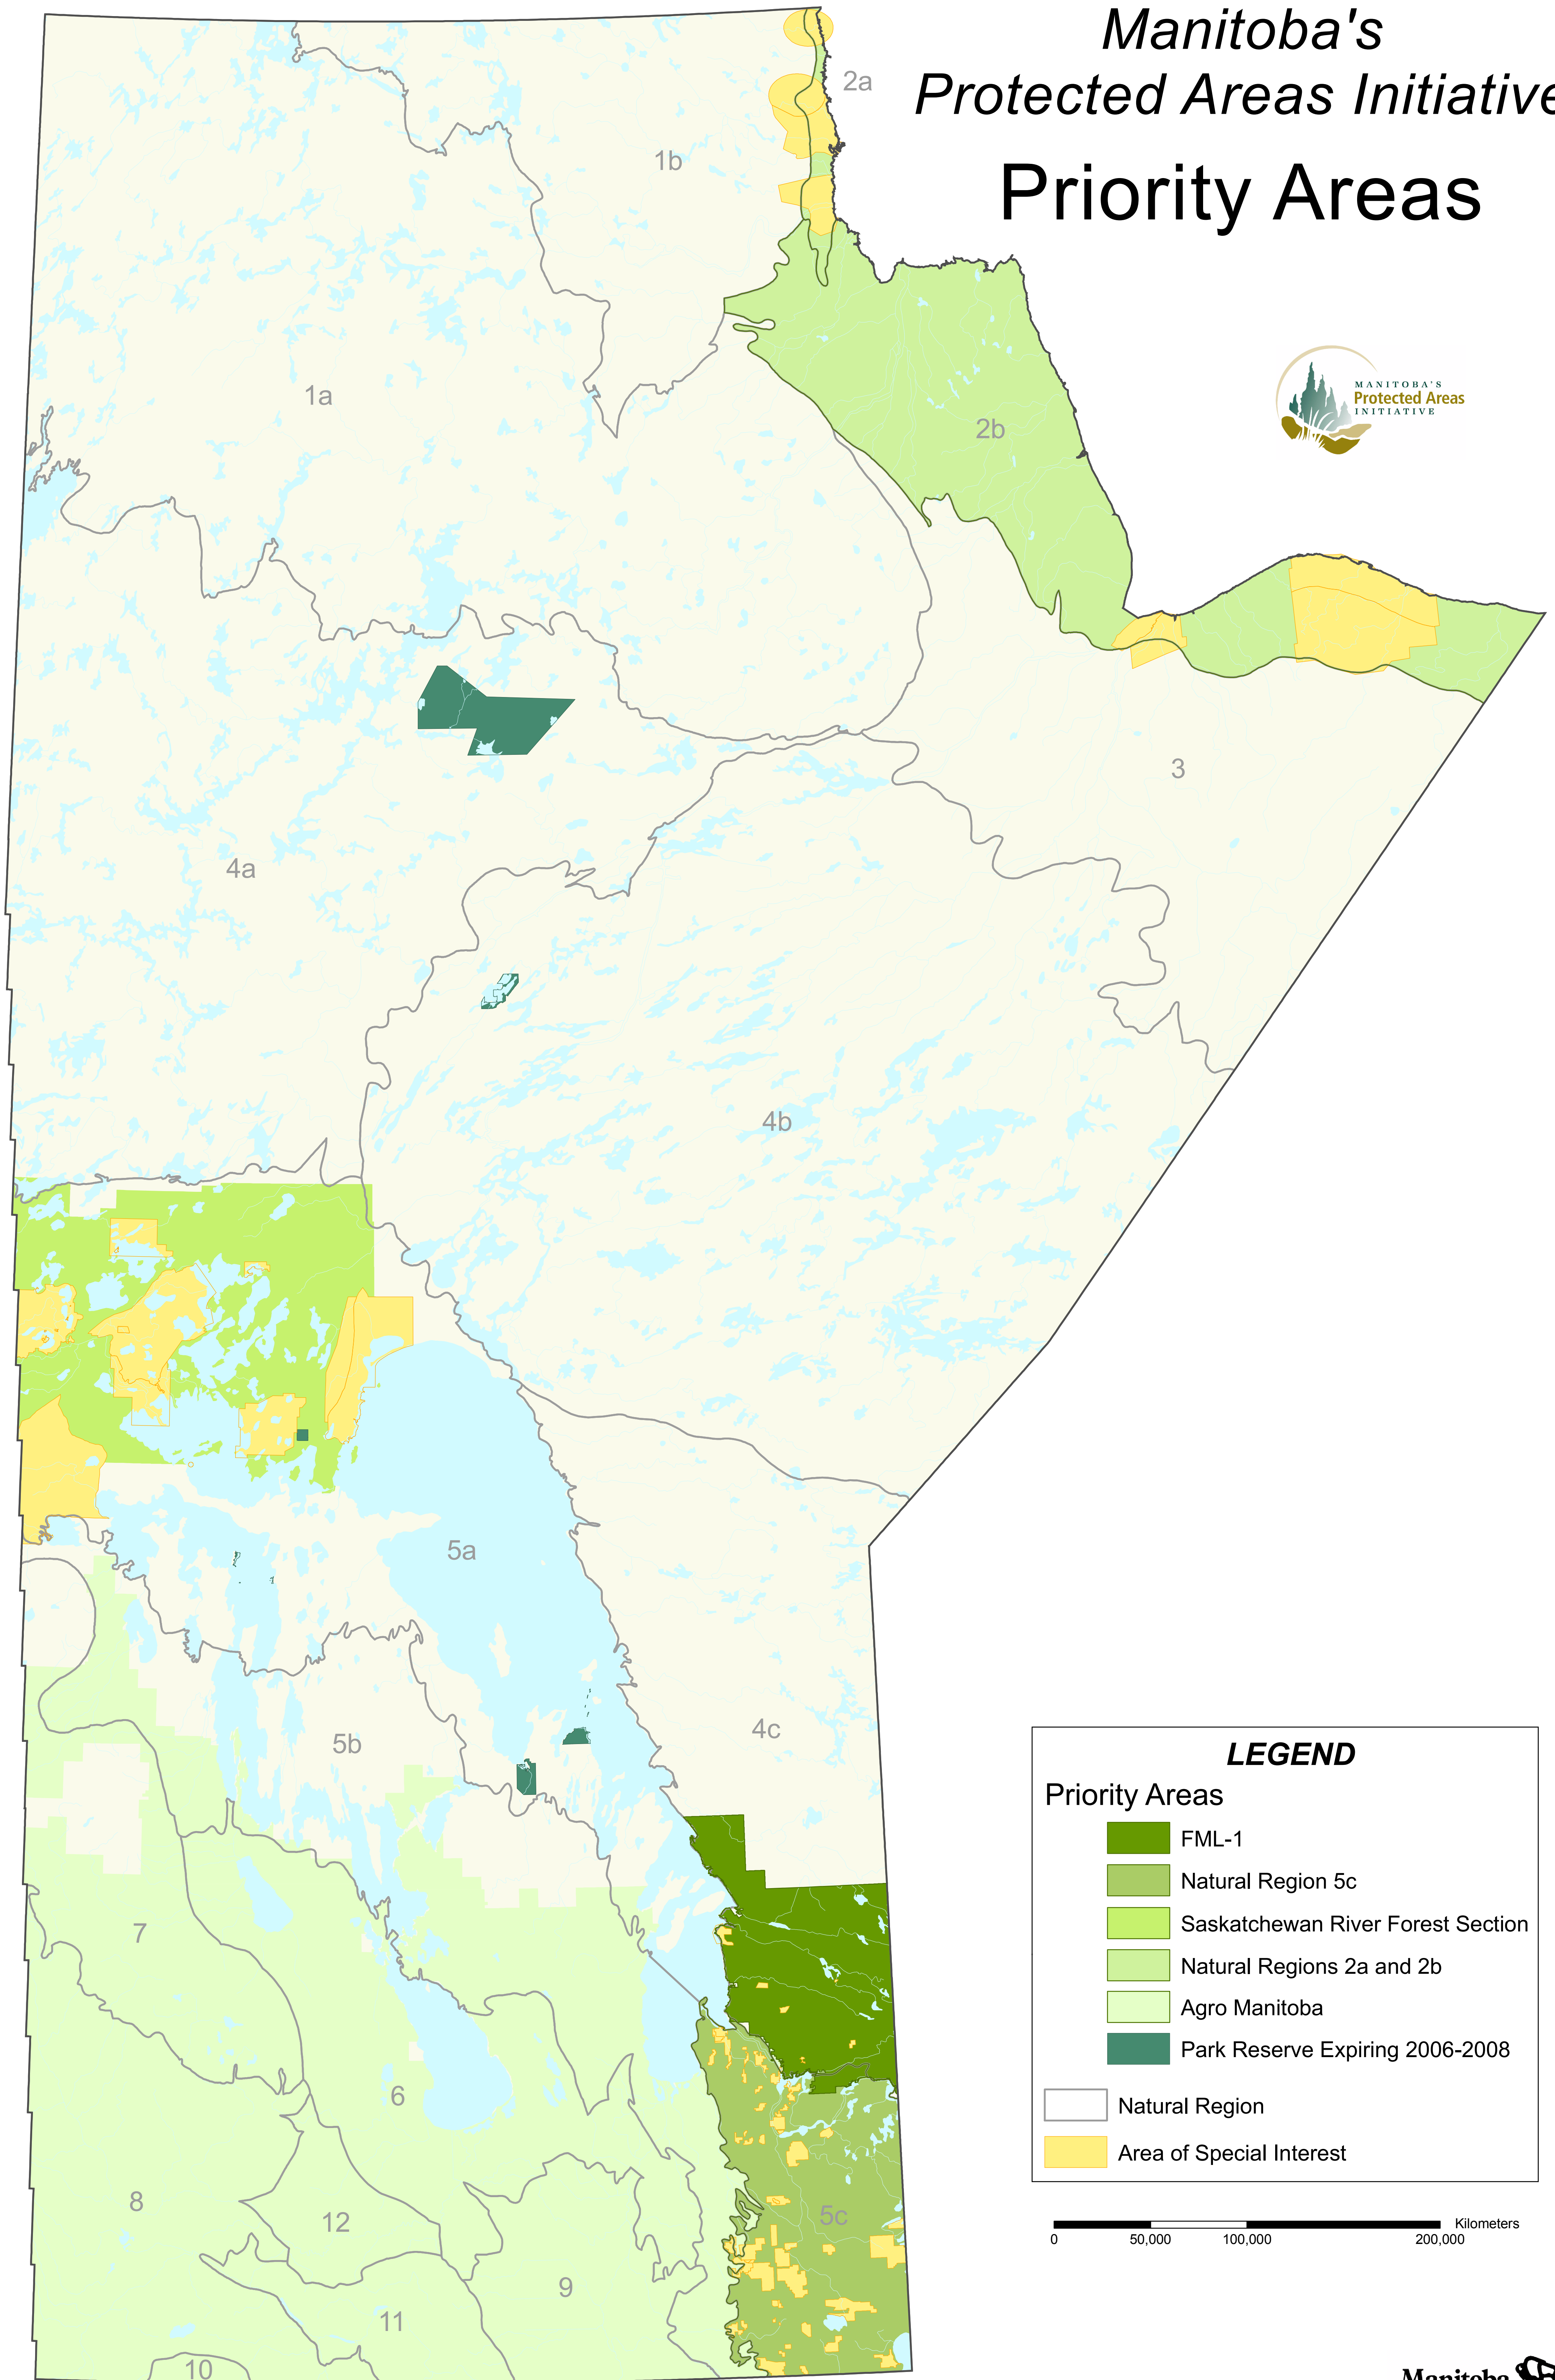 Manitoba's
Protected Areas Initiative
Priority Areas
2a
1b
MANITOBA'S
Protected Areas
INITIATIVE
1a
2b
3
4a
4b
5a
5b
4c
LEGEND
Priority Areas
FML-1
Natural Region 5c
Saskatchewan River Forest Section
Natural Regions 2a and 2b
Agro Manitoba
Park Reserve Expiring 2006-2008
Natural Region
Area of Special Interest
7
6
8
12
5c
9
11
10
Kilometers
0 50,000 100,000 200,000
Manitoba